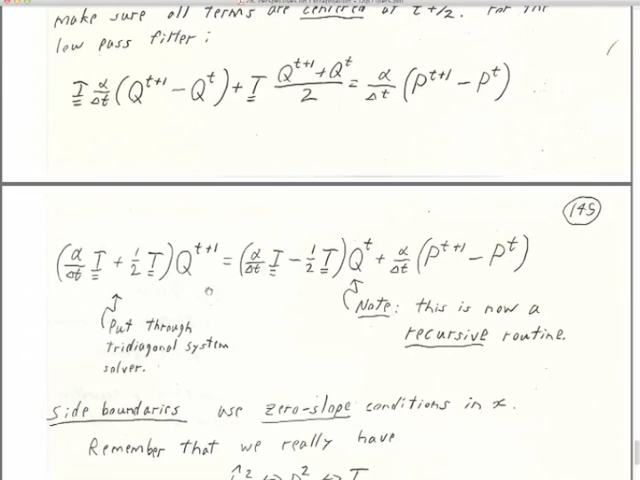 make sure all terms are centered at t+1/2. For the
low pass filter:
I α/Δt (Q^{t+1} - Q^t) + T (Q^{t+1} + Q^t)/2 = α/Δt (P^{t+1} - P^t)
145
(α/Δt I + 1/2 T) Q^{t+1} = (α/Δt I - 1/2 T) Q^t + α/Δt (P^{t+1} - P^t)
Put through
tridiagonal system
solver.
Note: this is now a
recursive routine.
Side boundaries use zero-slope conditions in x.
Remember that we really have